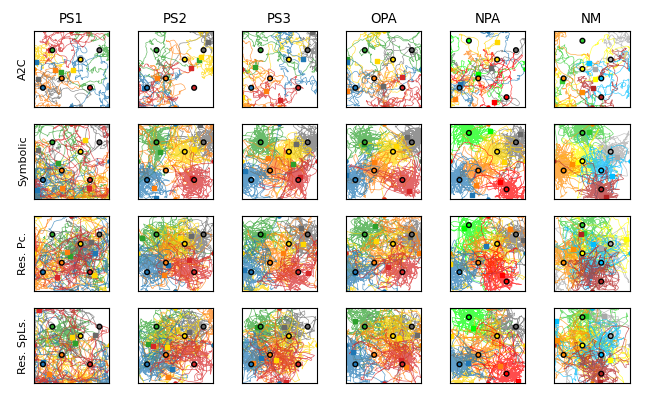 PS1 PS2 PS3 OPA NPA NM
A2C
Symbolic
Res. Pc.
Res. SpLs.